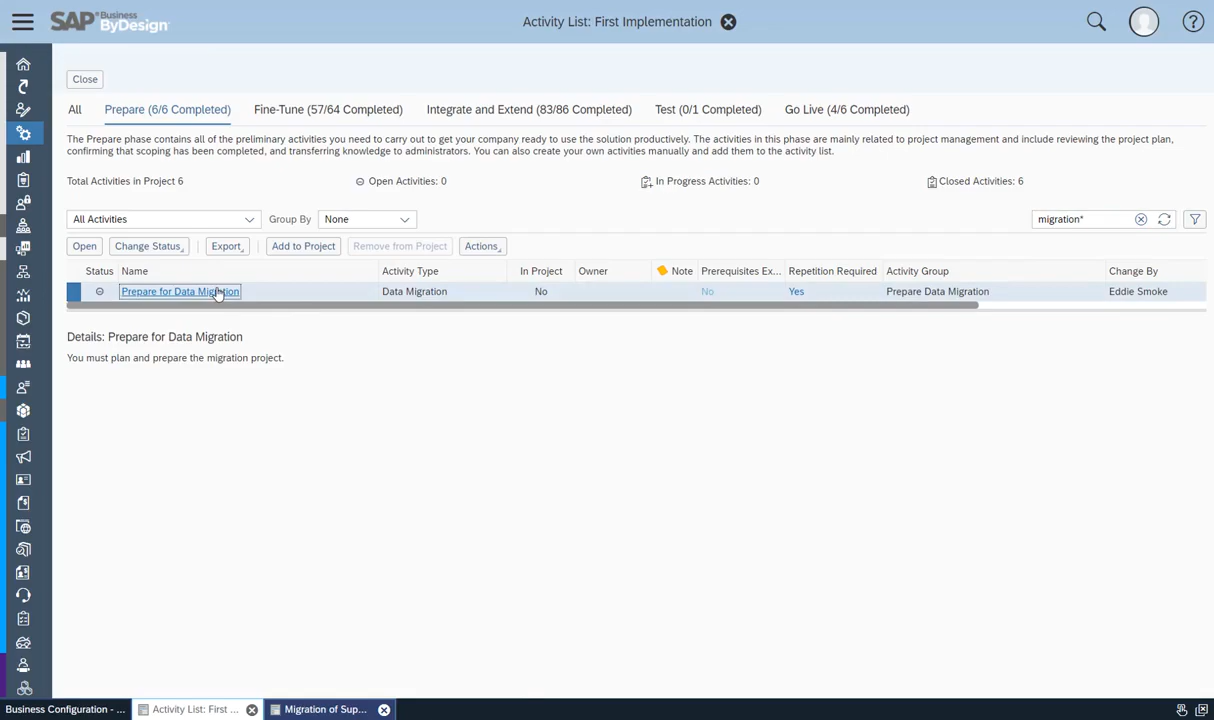 SAP Business ByDesign
Activity List: First Implementation
Close
All Prepare (6/6 Completed) Fine-Tune (57/64 Completed) Integrate and Extend (83/86 Completed) Test (0/1 Completed) Go Live (4/6 Completed)
The Prepare phase contains all of the preliminary activities you need to carry out to get your company ready to use the solution productively. The activities in this phase are mainly related to project management and include reviewing the project plan,
confirming that scoping has been completed, and transferring knowledge to administrators. You can also create your own activities manually and add them to the activity list.
Total Activities in Project 6 Open Activities: 0 In Progress Activities: 0 Closed Activities: 6
All Activities Group By None migration*
Open Change Status Export Add to Project Remove from Project Actions
Status Name Activity Type In Project Owner Note Prerequisites Ex... Repetition Required Activity Group Change By
Prepare for Data Migration Data Migration No No Yes Prepare Data Migration Eddie Smoke
Details: Prepare for Data Migration
You must plan and prepare the migration project.
Business Configuration - ... Activity List: First ... Migration of Sup...